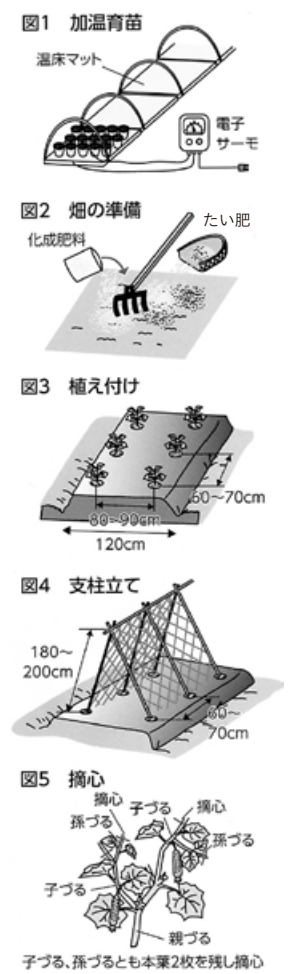 図1 加温育苗
温床マット
電子
サーモ
図2 畑の準備
たい肥
化成肥料
図3 植え付け
60〜70cm
80〜90cm
120cm
図4 支柱立て
180〜
200cm
60〜
70cm
図5 摘心
摘心
子づる
摘心
孫づる
孫づる
子づる
親づる
子づる、孫づるとも本葉2枚を残し摘心